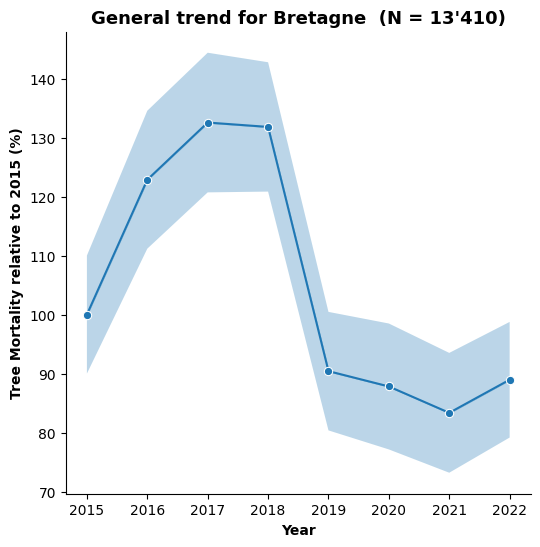 General trend for Bretagne  (N = 13'410)
Tree Mortality relative to 2015 (%)
140
130
120
110
100
90
80
70
2015 2016 2017 2018 2019 2020 2021 2022
Year